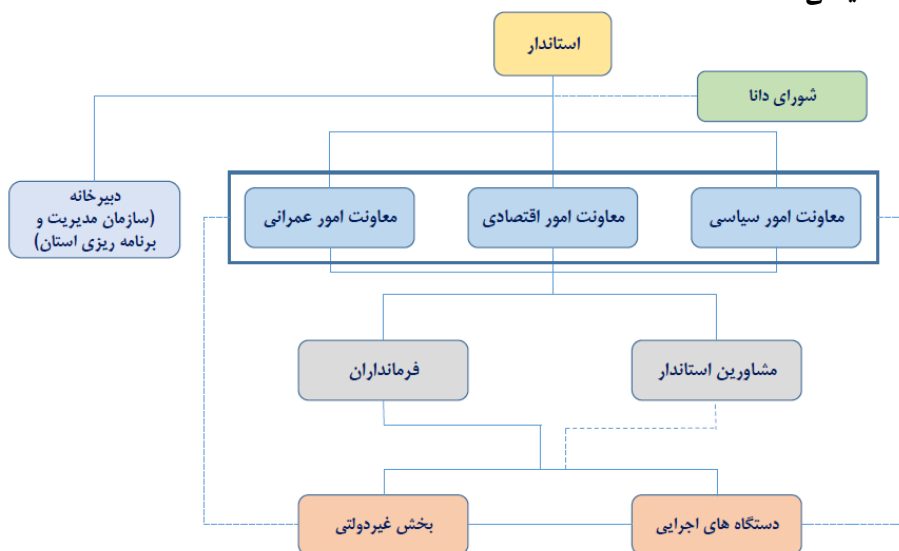 استاندار
شورای دانا
دبیرخانه
(سازمان مدیریت و
برنامه ریزی استان)
معاونت امور سیاسی
معاونت امور اقتصادی
معاونت امور عمرانی
مشاورین استاندار
فرمانداران
دستگاه های اجرایی
بخش غیردولتی